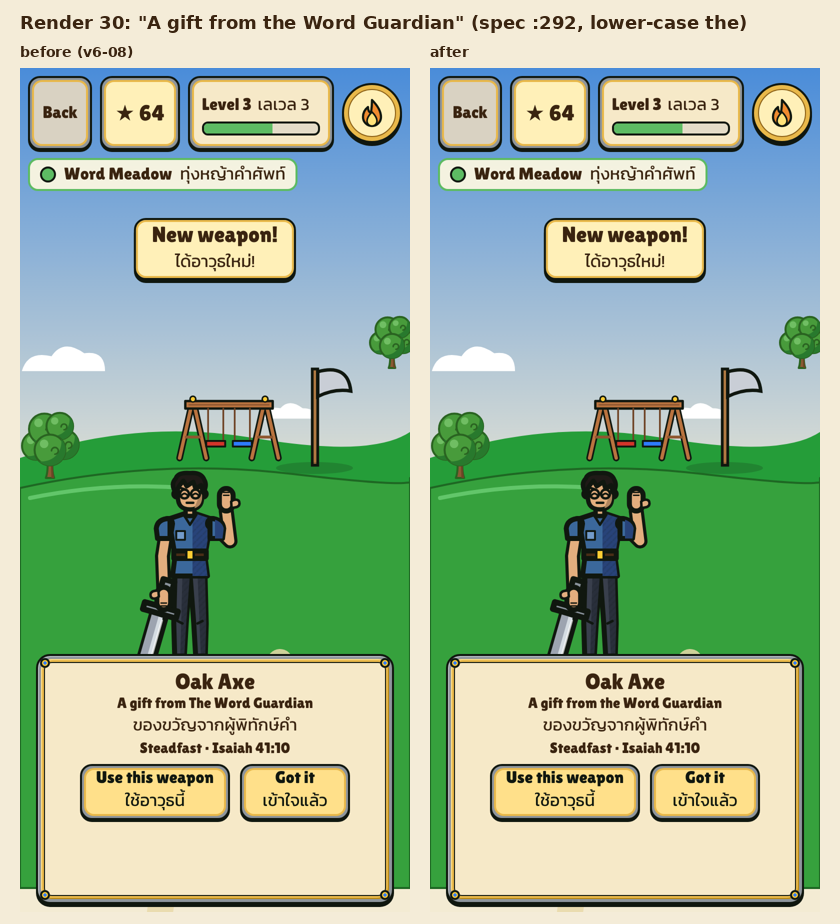 Render 30: "A gift from the Word Guardian" (spec :292, lower-case the)
before (v6-08)
Back
★ 64
Level 3 เลเวล 3
Word Meadow ทุ่งหญ้าคำศัพท์
New weapon!
ได้อาวุธใหม่!
Oak Axe
A gift from The Word Guardian
ของขวัญจากผู้พิทักษ์คำ
Steadfast · Isaiah 41:10
Use this weapon
ใช้อาวุธนี้
Got it
เข้าใจแล้ว
after
Back
★ 64
Level 3 เลเวล 3
Word Meadow ทุ่งหญ้าคำศัพท์
New weapon!
ได้อาวุธใหม่!
Oak Axe
A gift from the Word Guardian
ของขวัญจากผู้พิทักษ์คำ
Steadfast · Isaiah 41:10
Use this weapon
ใช้อาวุธนี้
Got it
เข้าใจแล้ว